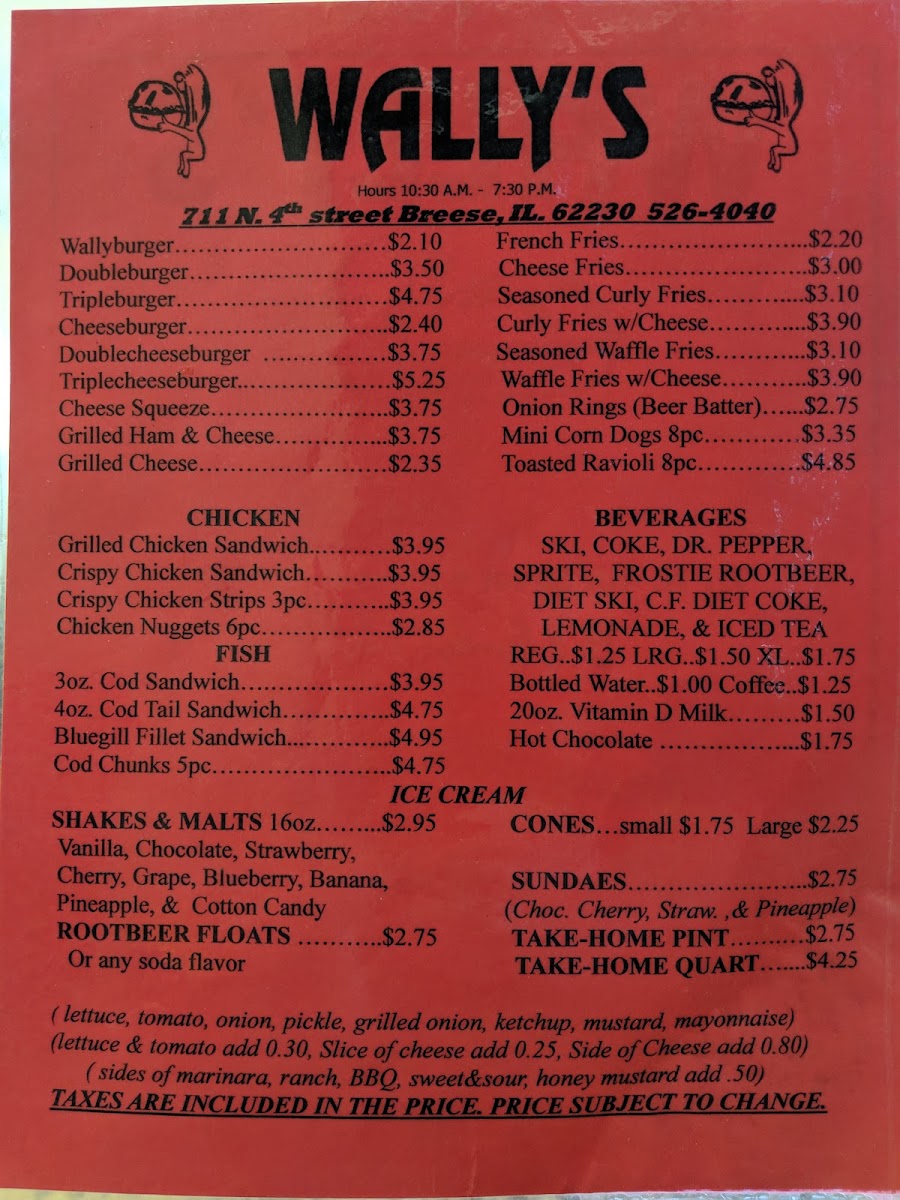 WALLY'S
Hours 10:30 A.M. - 7:30 P.M.
711 N. 4th street Breese, IL. 62230 526-4040
Wallyburger..............................$2.10
Doubleburger............................$3.50
Tripleburger..............................$4.75
Cheeseburger............................$2.40
Doublecheeseburger .................$3.75
Triplecheeseburger.....................$5.25
Cheese Squeeze.........................$3.75
Grilled Ham & Cheese................$3.75
Grilled Cheese...........................$2.35
French Fries...........................$2.20
Cheese Fries..........................$3.00
Seasoned Curly Fries..............$3.10
Curly Fries w/Cheese.............$3.90
Seasoned Waffle Fries............$3.10
Waffle Fries w/Cheese............$3.90
Onion Rings (Beer Batter)......$2.75
Mini Corn Dogs 8pc.............$3.35
Toasted Ravioli 8pc...............$4.85
CHICKEN
Grilled Chicken Sandwich...........$3.95
Crispy Chicken Sandwich............$3.95
Crispy Chicken Strips 3pc............$3.95
Chicken Nuggets 6pc..................$2.85
FISH
3oz. Cod Sandwich.....................$3.95
4oz. Cod Tail Sandwich...............$4.75
Bluegill Fillet Sandwich...............$4.95
Cod Chunks 5pc.........................$4.75
BEVERAGES
SKI, COKE, DR. PEPPER,
SPRITE, FROSTIE ROOTBEER,
DIET SKI, C.F. DIET COKE,
LEMONADE, & ICED TEA
REG..$1.25 LRG..$1.50 XL..$1.75
Bottled Water..$1.00 Coffee..$1.25
20oz. Vitamin D Milk..........$1.50
Hot Chocolate ....................$1.75
ICE CREAM
SHAKES & MALTS 16oz.........$2.95
Vanilla, Chocolate, Strawberry,
Cherry, Grape, Blueberry, Banana,
Pineapple, & Cotton Candy
ROOTBEER FLOATS ...........$2.75
Or any soda flavor
CONES...small $1.75 Large $2.25
SUNDAES.........................$2.75
(Choc. Cherry, Straw. ,& Pineapple)
TAKE-HOME PINT..........$2.75
TAKE-HOME QUART.......$4.25
( lettuce, tomato, onion, pickle, grilled onion, ketchup, mustard, mayonnaise)
(lettuce & tomato add 0.30, Slice of cheese add 0.25, Side of Cheese add 0.80)
( sides of marinara, ranch, BBQ, sweet&sour, honey mustard add .50)
TAXES ARE INCLUDED IN THE PRICE. PRICE SUBJECT TO CHANGE.